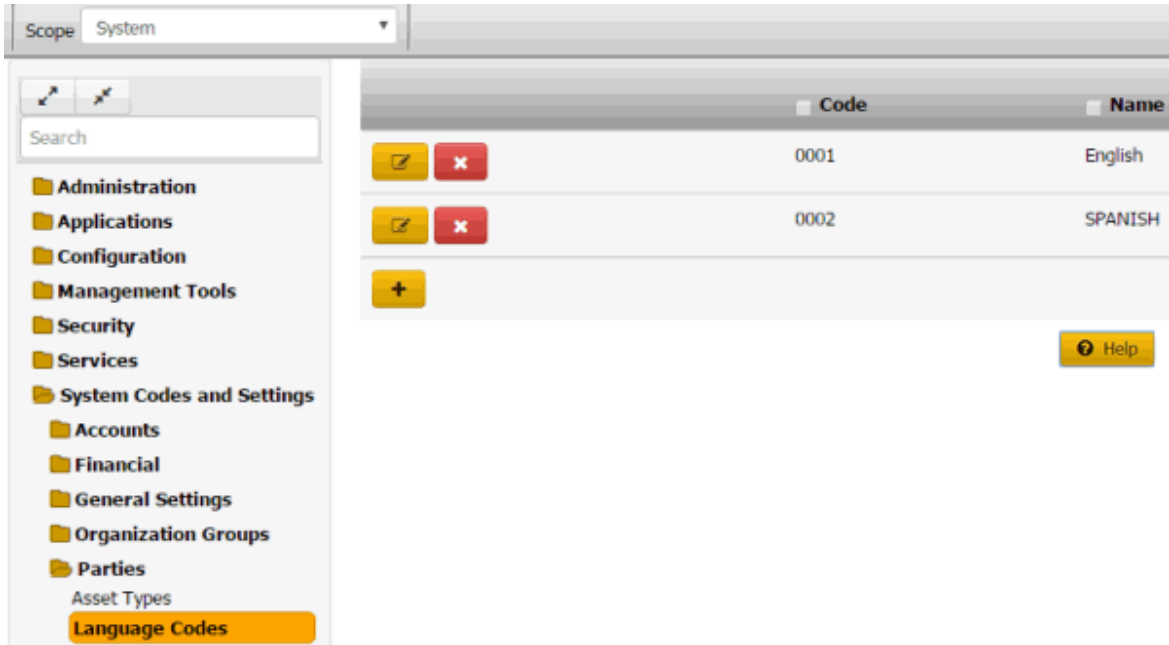 Scope System
Search
Administration
Applications
Configuration
Management Tools
Security
Services
System Codes and Settings
Accounts
Financial
General Settings
Organization Groups
Parties
Asset Types
Language Codes
Code Name
0001 English
0002 SPANISH
Help